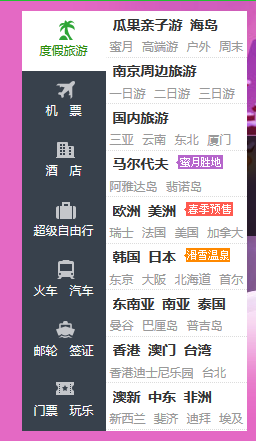 度假旅游
机 票
酒 店
超级自由行
火车 汽车
邮轮 签证
门票 玩乐
瓜果亲子游 海岛
蜜月 高端游 户外 周末
南京周边旅游
一日游 二日游 三日游
国内旅游
三亚 云南 东北 厦门
马尔代夫 蜜月胜地
阿雅达岛 翡诺岛
欧洲 美洲 春季特惠
瑞士 法国 美国 加拿大
韩国 日本 滑雪温泉
东京 大阪 北海道 首尔
东南亚 南亚 泰国
曼谷 巴厘岛 普吉岛
香港 澳门 台湾
香港迪士尼乐园 台北
澳新 中东 非洲
新西兰 斐济 迪拜 埃及